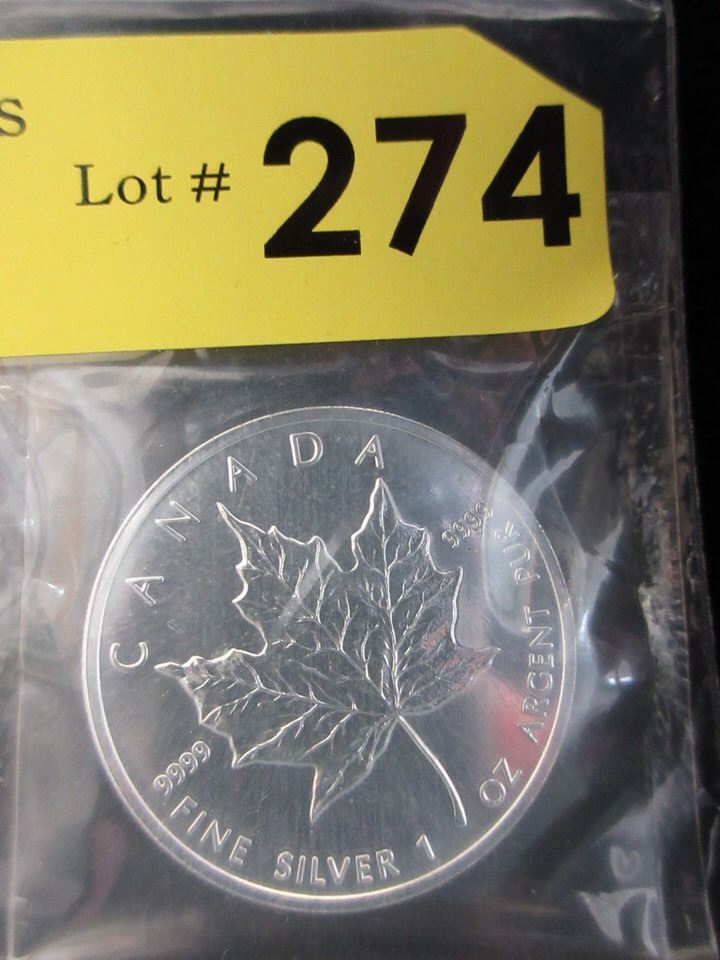 s
Lot # 274
CANADA
9999
9999
FINE SILVER 1 OZ ARGENT PUR